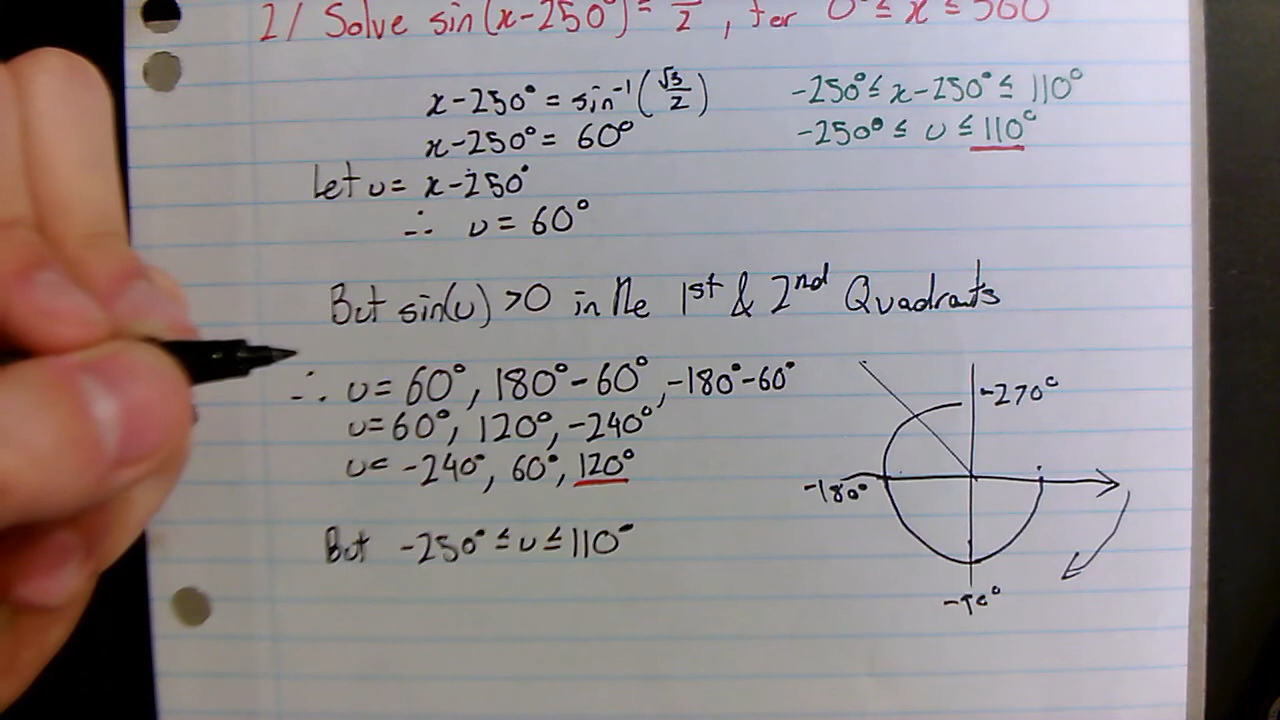 2/ Solve sin(x-250°) = /2, for 0° ≤ x ≤ 360
x-250° = sin⁻¹(√3/2)
-250° ≤ x-250° ≤ 110°
x-250° = 60°
-250° ≤ u ≤ 110°
Let u = x-250°
∴ u = 60°
But sin(u) >0 in the 1st & 2nd Quadrants
∴ u = 60°, 180°-60°, -180°-60°
u = 60°, 120°, -240°
u = -240°, 60°, 120°
But -250° ≤ u ≤ 110°
-270°
-180°
-90°